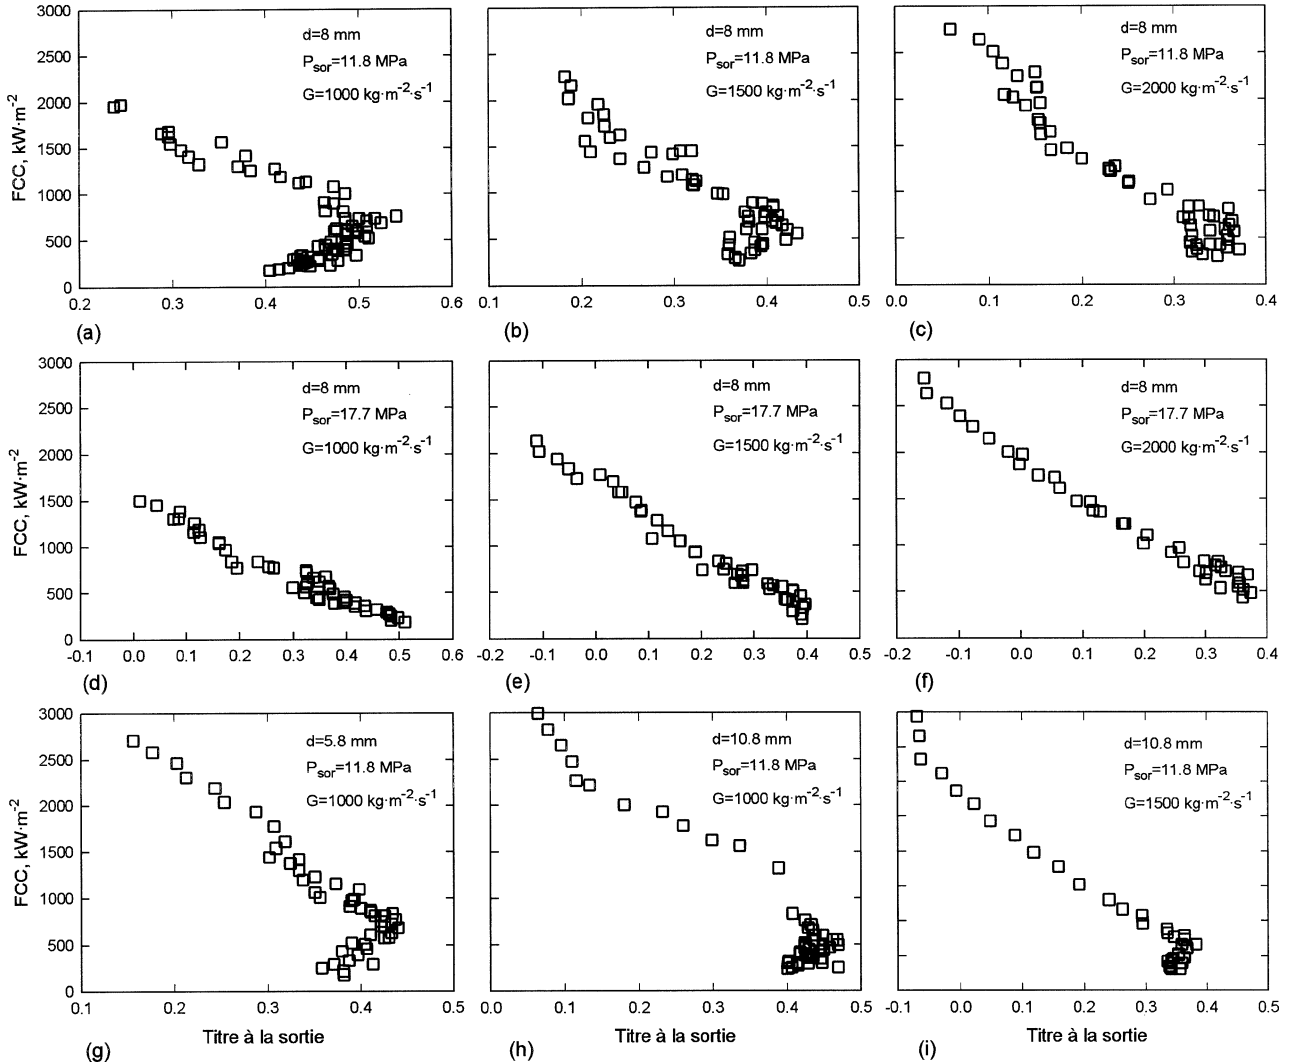 3000
2500
2000
1500
1000
500
0
FCC, kW·m⁻²
d=8 mm
P_sor=11.8 MPa
G=1000 kg·m⁻²·s⁻¹
0.2 0.3 0.4 0.5 0.6
(a)
d=8 mm
P_sor=11.8 MPa
G=1500 kg·m⁻²·s⁻¹
0.1 0.2 0.3 0.4 0.5
(b)
d=8 mm
P_sor=11.8 MPa
G=2000 kg·m⁻²·s⁻¹
0.0 0.1 0.2 0.3 0.4
(c)
3000
2500
2000
1500
1000
500
0
FCC, kW·m⁻²
d=8 mm
P_sor=17.7 MPa
G=1000 kg·m⁻²·s⁻¹
-0.1 0.0 0.1 0.2 0.3 0.4 0.5 0.6
(d)
d=8 mm
P_sor=17.7 MPa
G=1500 kg·m⁻²·s⁻¹
-0.2 -0.1 0.0 0.1 0.2 0.3 0.4 0.5
(e)
d=8 mm
P_sor=17.7 MPa
G=2000 kg·m⁻²·s⁻¹
-0.2 -0.1 0.0 0.1 0.2 0.3 0.4
(f)
3000
2500
2000
1500
1000
500
0
FCC, kW·m⁻²
d=5.8 mm
P_sor=11.8 MPa
G=1000 kg·m⁻²·s⁻¹
0.1 0.2 0.3 0.4 0.5
Titre à la sortie
(g)
d=10.8 mm
P_sor=11.8 MPa
G=1000 kg·m⁻²·s⁻¹
0.0 0.1 0.2 0.3 0.4 0.5
Titre à la sortie
(h)
d=10.8 mm
P_sor=11.8 MPa
G=1500 kg·m⁻²·s⁻¹
-0.1 0.0 0.1 0.2 0.3 0.4 0.5
Titre à la sortie
(i)